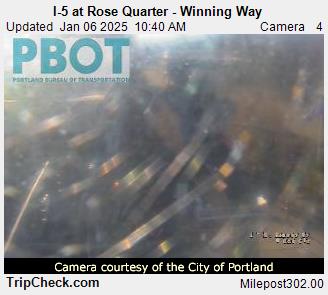 I-5 at Rose Quarter - Winning Way
Updated Jan 06 2025 10:40 AM Camera 4
PBOT
PORTLAND BUREAU OF TRANSPORTATION
Camera courtesy of the City of Portland
TripCheck.com Milepost302.00